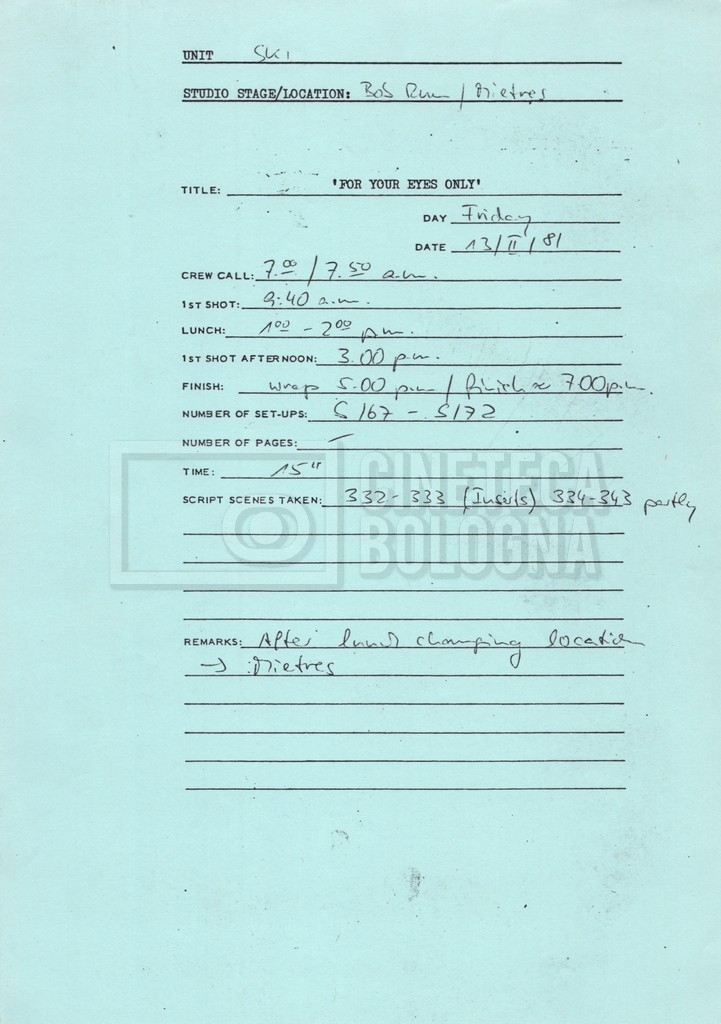 UNIT SKI
STUDIO STAGE/LOCATION: Bob Run / Mietres
TITLE: 'FOR YOUR EYES ONLY'
DAY Friday
DATE 13/II/81
CREW CALL: 7.00 / 7.50 a.m.
1ST SHOT: 9:40 a.m.
LUNCH: 1 00 - 2 00 p.m.
1ST SHOT AFTERNOON: 3.00 p.m.
FINISH: wrap 5.00 p.m / finish ~ 7.00 p.m.
NUMBER OF SET-UPS: S/67 - S/72
NUMBER OF PAGES: –
TIME: 15"
SCRIPT SCENES TAKEN: 332 - 333 (Inserts) 334-343 partly
CINETECA
BOLOGNA
REMARKS: After lunch changing location
→ Mietres